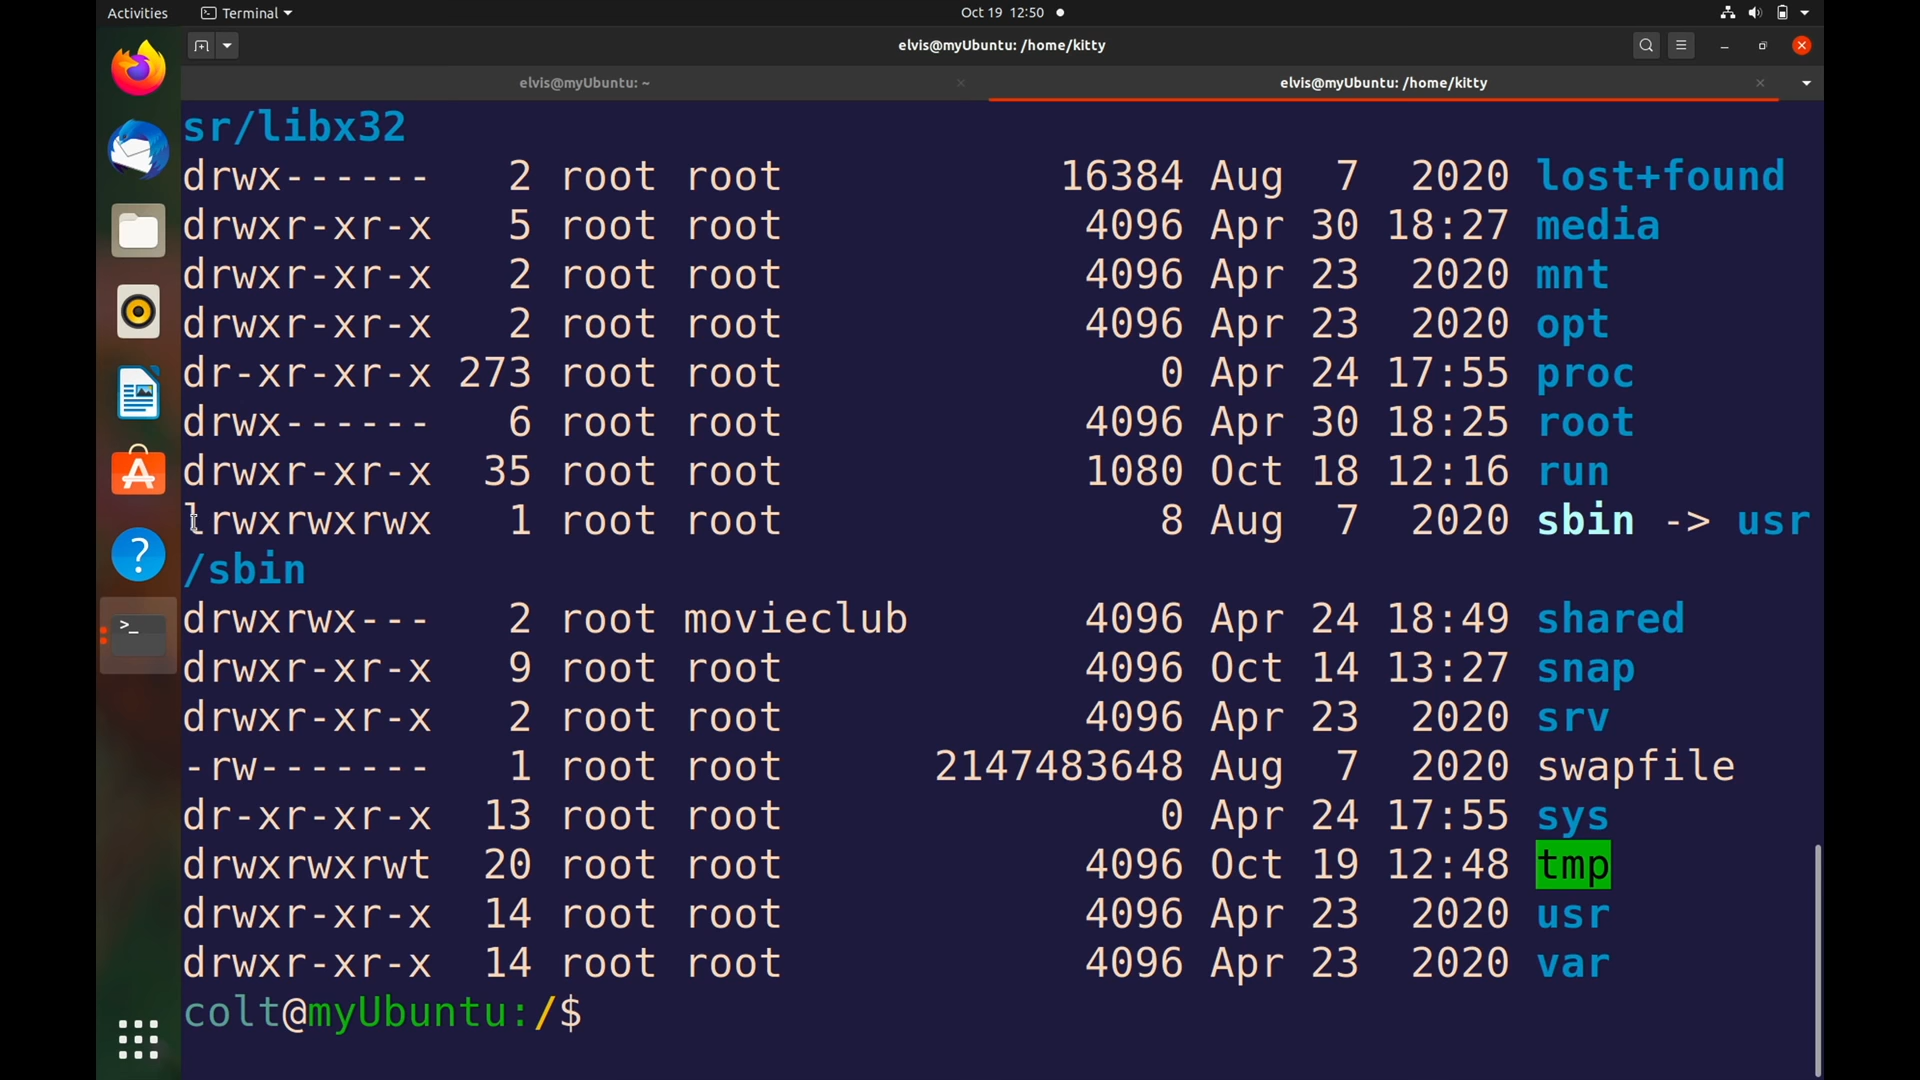 Activities Terminal Oct 19 12:50
elvis@myUbuntu: /home/kitty
elvis@myUbuntu: ~ elvis@myUbuntu: /home/kitty
sr/libx32
drwx------ 2 root root 16384 Aug 7 2020 lost+found
drwxr-xr-x 5 root root 4096 Apr 30 18:27 media
drwxr-xr-x 2 root root 4096 Apr 23 2020 mnt
drwxr-xr-x 2 root root 4096 Apr 23 2020 opt
dr-xr-xr-x 273 root root 0 Apr 24 17:55 proc
drwx------ 6 root root 4096 Apr 30 18:25 root
drwxr-xr-x 35 root root 1080 Oct 18 12:16 run
lrwxrwxrwx 1 root root 8 Aug 7 2020 sbin -> usr
/sbin
drwxrwx--- 2 root movieclub 4096 Apr 24 18:49 shared
drwxr-xr-x 9 root root 4096 Oct 14 13:27 snap
drwxr-xr-x 2 root root 4096 Apr 23 2020 srv
-rw------- 1 root root 2147483648 Aug 7 2020 swapfile
dr-xr-xr-x 13 root root 0 Apr 24 17:55 sys
drwxrwxrwt 20 root root 4096 Oct 19 12:48 tmp
drwxr-xr-x 14 root root 4096 Apr 23 2020 usr
drwxr-xr-x 14 root root 4096 Apr 23 2020 var
colt@myUbuntu:/$